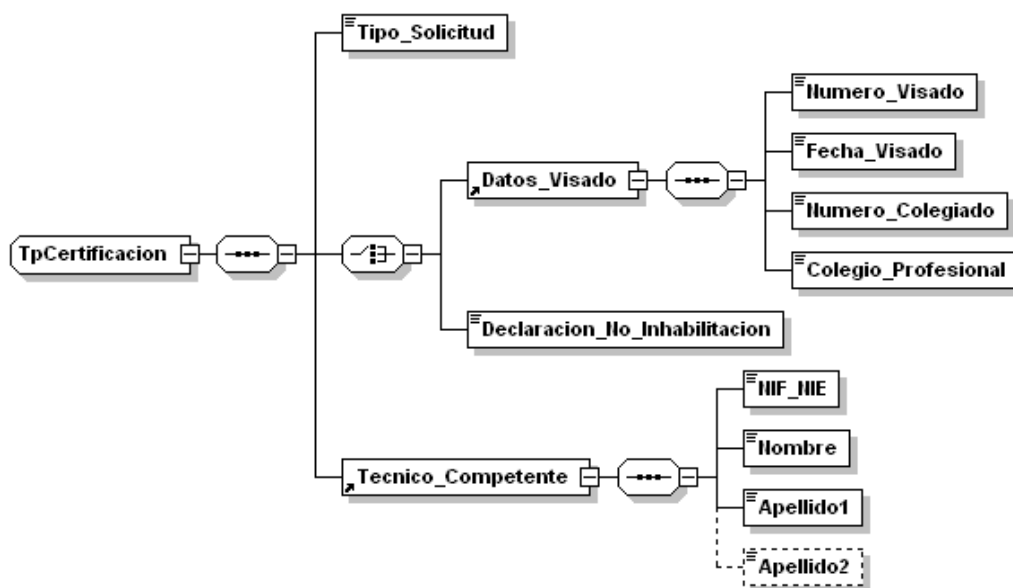 Tipo_Solicitud
Numero_Visado
Fecha_Visado
Datos_Visado
Numero_Colegiado
TpCertificacion
Colegio_Profesional
Declaracion_No_Inhabilitacion
NIF_NIE
Nombre
Tecnico_Competente
Apellido1
Apellido2